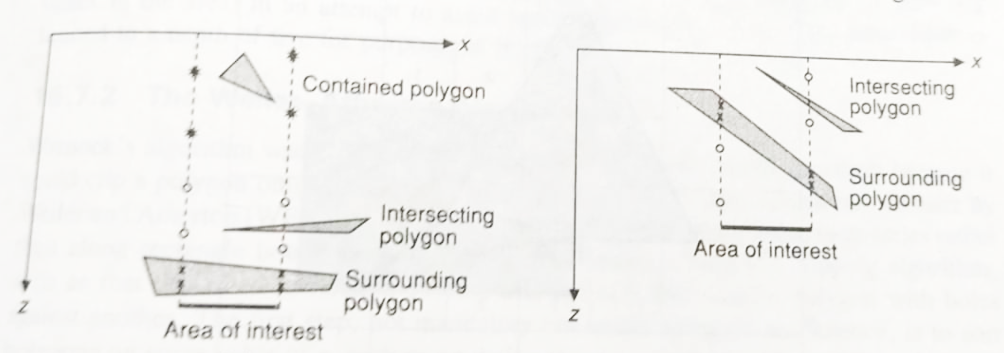 x
Contained polygon
Intersecting
polygon
Surrounding
polygon
z
Area of interest
x
Intersecting
polygon
Surrounding
polygon
Area of interest
z